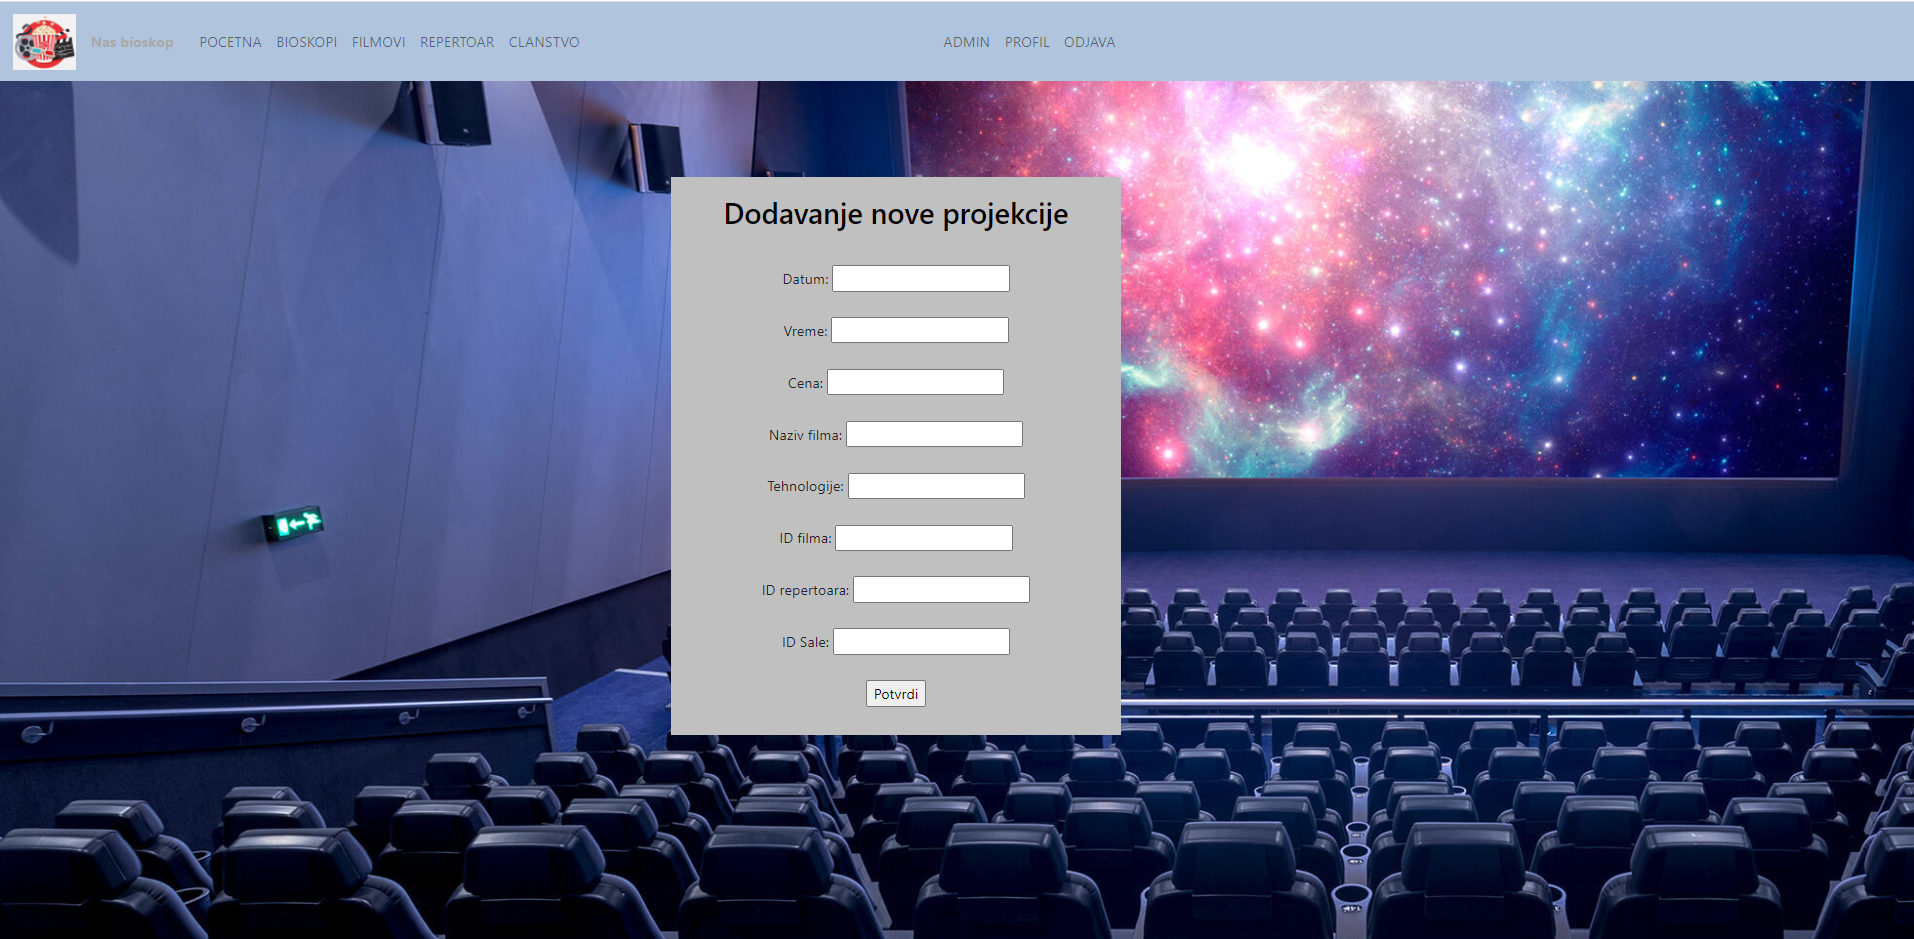 Nas bioskop POCETNA BIOSKOPI FILMOVI REPERTOAR CLANSTVO ADMIN PROFIL ODJAVA
Dodavanje nove projekcije
Datum:
Vreme:
Cena:
Naziv filma:
Tehnologije:
ID filma:
ID repertoara:
ID Sale:
Potvrdi